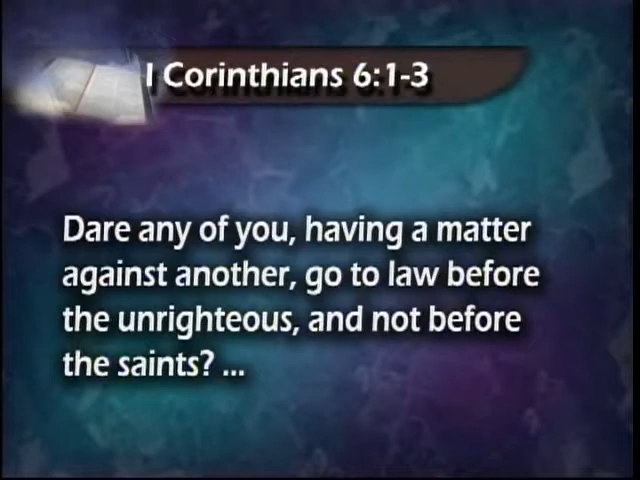 I Corinthians 6:1-3
Dare any of you, having a matter
against another, go to law before
the unrighteous, and not before
the saints? ...